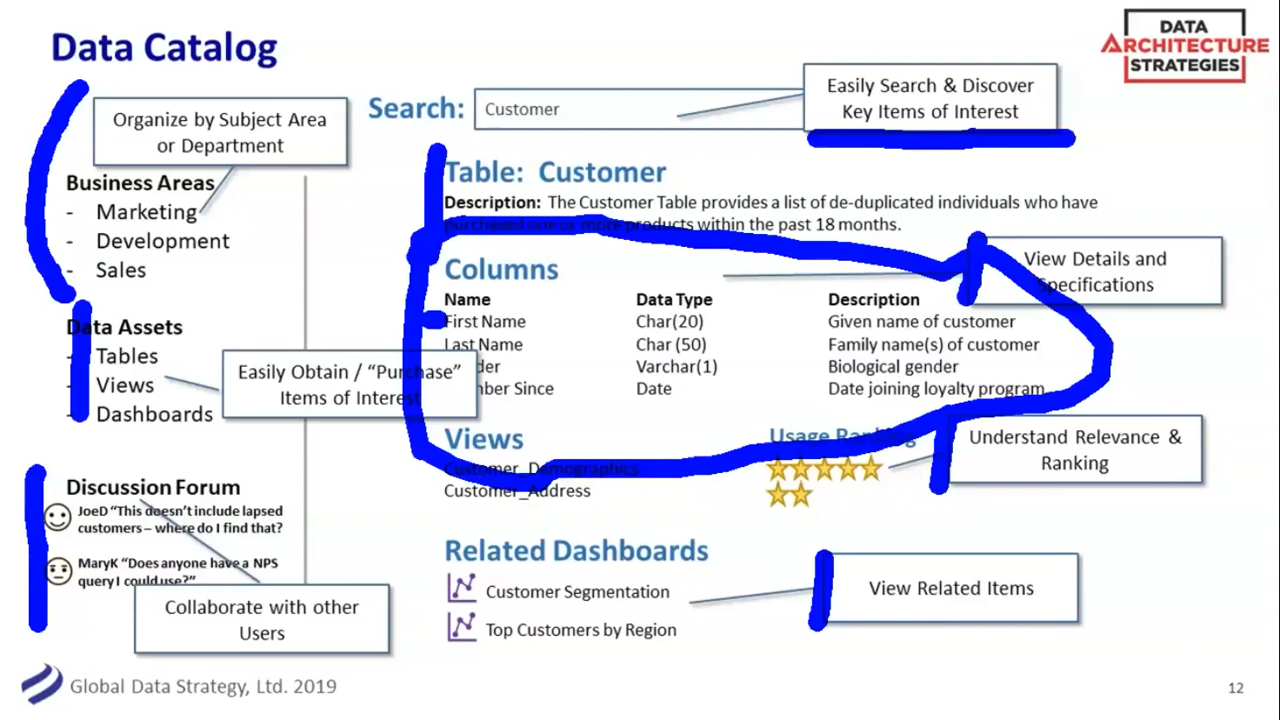 Data Catalog
DATA
ARCHITECTURE
STRATEGIES
Organize by Subject Area
or Department
Search:
Customer
Easily Search & Discover
Key Items of Interest
Business Areas
- Marketing
- Development
- Sales
Data Assets
- Tables
- Views
- Dashboards
Easily Obtain / “Purchase”
Items of Interest
Discussion Forum
JoeD “This doesn’t include lapsed
customers – where do I find that?
MaryK “Does anyone have a NPS
query I could use?”
Collaborate with other
Users
Table: Customer
Description: The Customer Table provides a list of de-duplicated individuals who have
purchased one or more products within the past 18 months.
View Details and
Specifications
Columns
Name Data Type Description
First Name Char(20) Given name of customer
Last Name Char (50) Family name(s) of customer
Varchar(1) Biological gender
Since Date Date joining loyalty program
Views
Usage Ranking
Customer_Demographics
Customer_Address
Understand Relevance &
Ranking
Related Dashboards
Customer Segmentation
Top Customers by Region
View Related Items
Global Data Strategy, Ltd. 2019
12